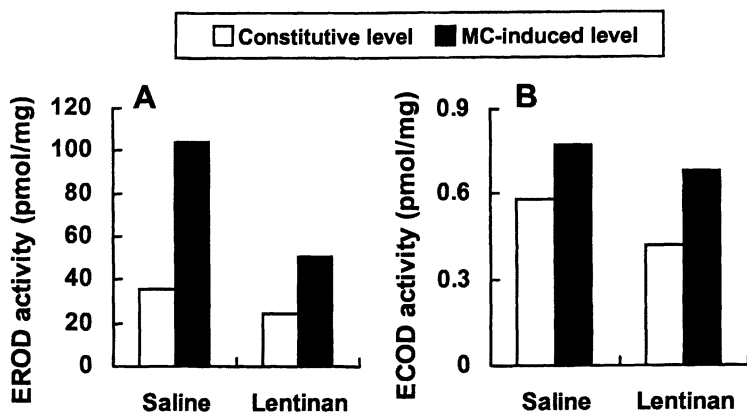 Constitutive level MC-induced level
A
EROD activity (pmol/mg)
120
100
80
60
40
20
0
Saline Lentinan
B
ECOD activity (pmol/mg)
0.9
0.6
0.3
0
Saline Lentinan